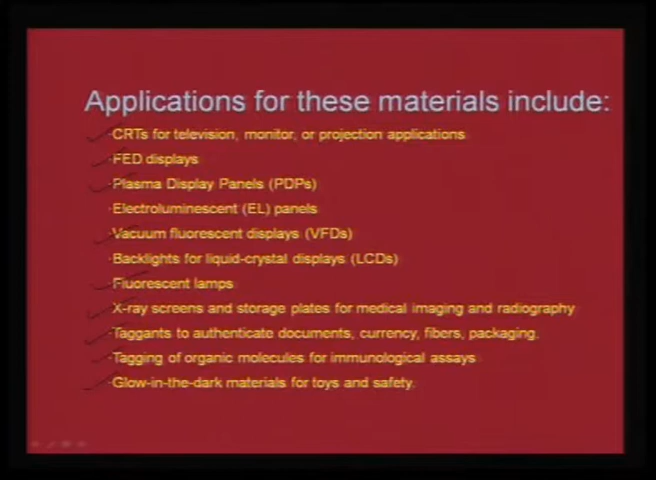 Applications for these materials include:
·CRTs for television, monitor, or projection applications
·FED displays
·Plasma Display Panels (PDPs)
·Electroluminescent (EL) panels
·Vacuum fluorescent displays (VFDs)
·Backlights for liquid-crystal displays (LCDs)
·Fluorescent lamps
·X-ray screens and storage plates for medical imaging and radiography
·Taggants to authenticate documents, currency, fibers, packaging.
·Tagging of organic molecules for immunological assays
·Glow-in-the-dark materials for toys and safety.